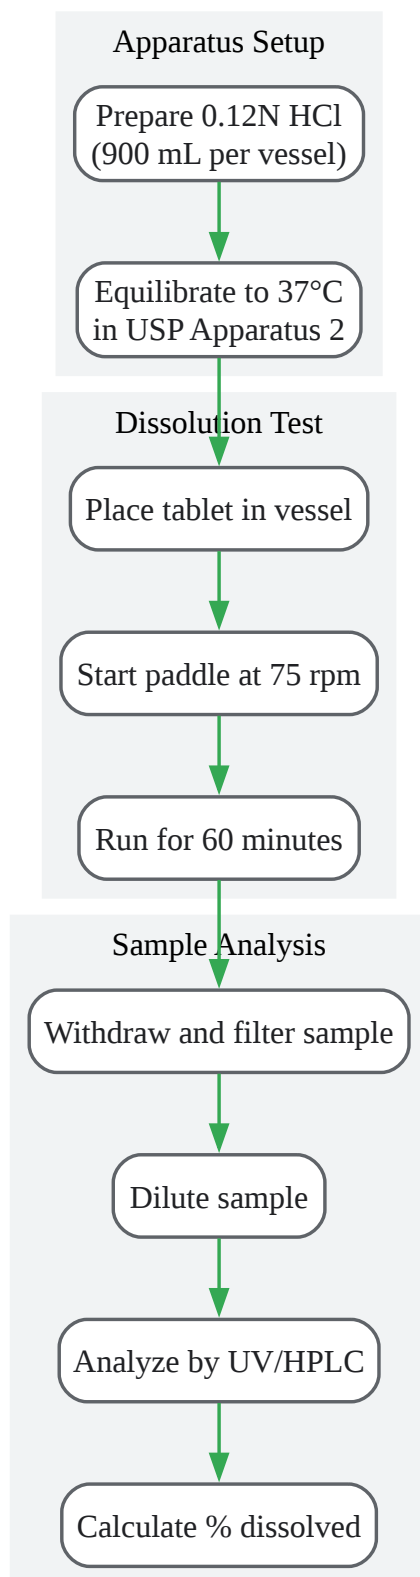 Apparatus Setup
Prepare 0.12N HCl
(900 mL per vessel)
Equilibrate to 37°C
in USP Apparatus 2
Dissolution Test
Place tablet in vessel
Start paddle at 75 rpm
Run for 60 minutes
Sample Analysis
Withdraw and filter sample
Dilute sample
Analyze by UV/HPLC
Calculate % dissolved